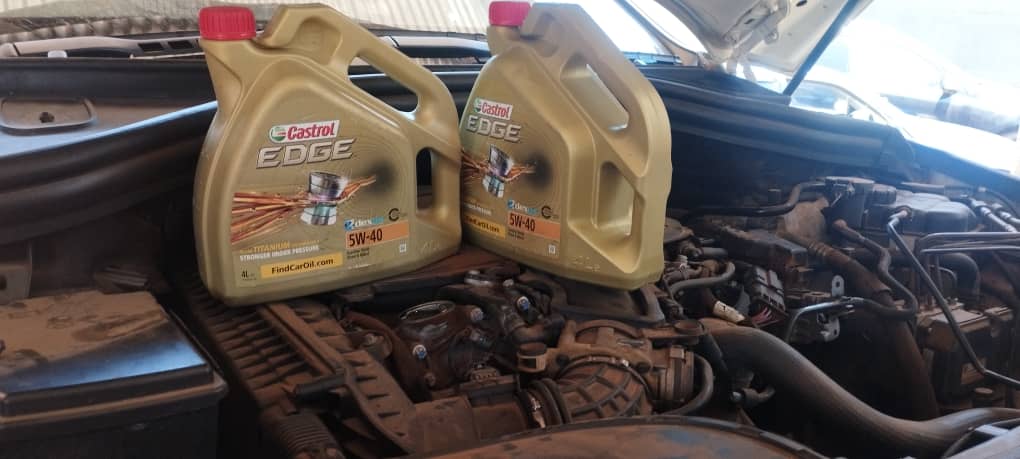 Castrol
EDGE
TITANIUM
STRONGER UNDER PRESSURE
5W-40
4L
FindCarOil.com
Castrol
EDGE
5W-40